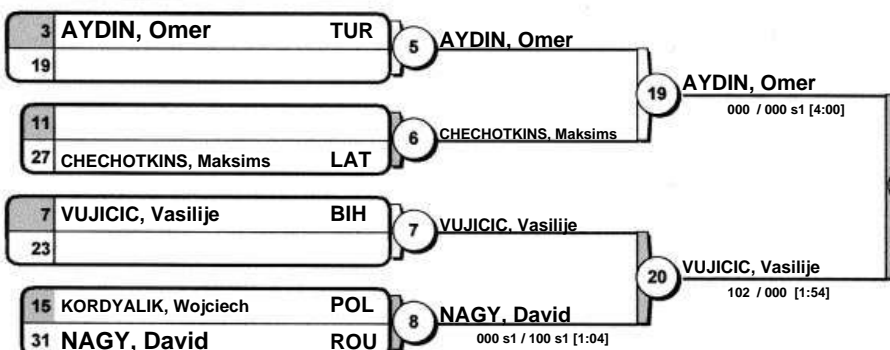 3 AYDIN, Omer TUR
19
5 AYDIN, Omer
11
27 CHECHOTKINS, Maksims LAT
6 CHECHOTKINS, Maksims
19 AYDIN, Omer
000 / 000 s1 [4:00]
7 VUJICIC, Vasilije BIH
23
7 VUJICIC, Vasilije
15 KORDYALIK, Wojciech POL
31 NAGY, David ROU
8 NAGY, David
000 s1 / 100 s1 [1:04]
20 VUJICIC, Vasilije
102 / 000 [1:54]